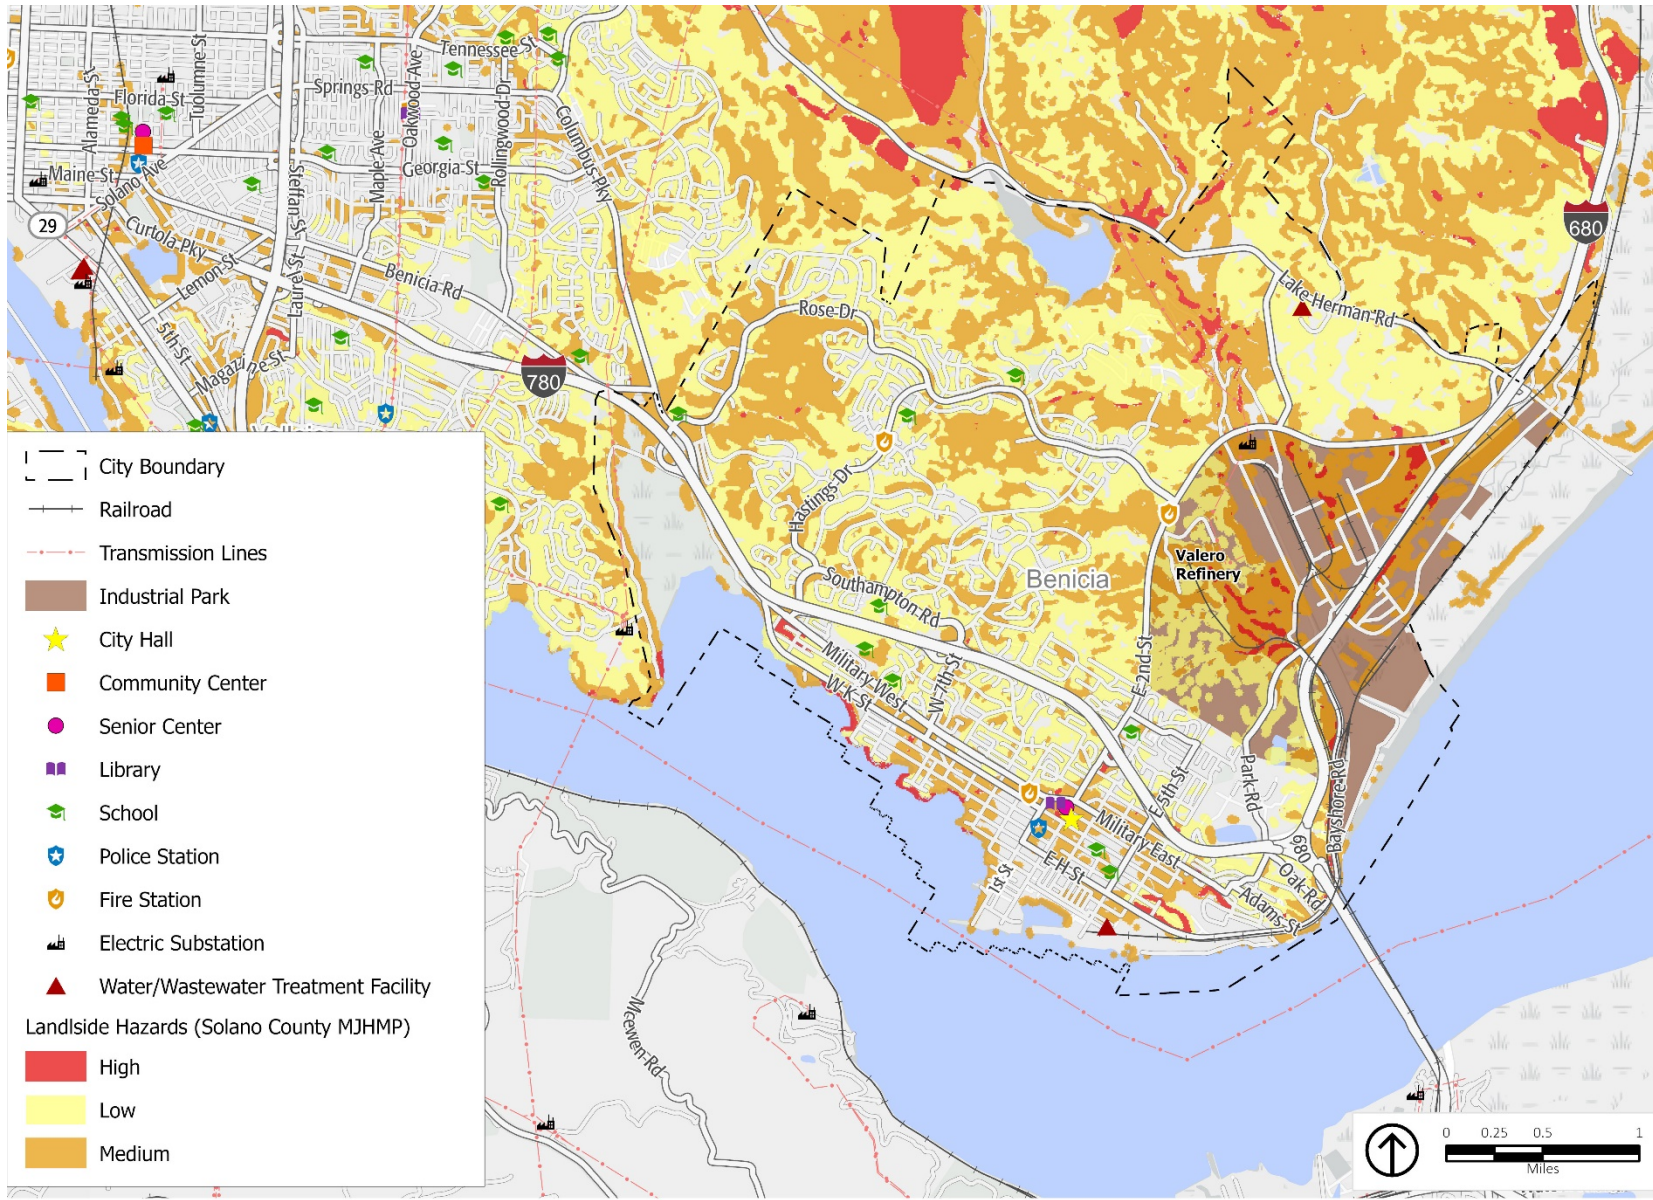 Tennessee St
Springs Rd
Alameda St
Florida St
Tuolumne St
Maple Ave
Oakwood Ave
Rollingwood Dr
Columbus Pky
Georgia St
Maine St
Solano Ave
Steffan St
29
Curtola Pky
Lemon St
Laurel St
Benicia Rd
680
Lake Herman Rd
Rose Dr
5th St
Magazine St
780
Hastings Dr
Valero
Refinery
Benicia
Southampton Rd
E 2nd St
Military West
W K St
W 7th St
Park Rd
Bayshore Rd
E 5th St
Military East
680
E H St
1st St
Oak Rd
Adams St
Mcewen Rd
City Boundary
Railroad
Transmission Lines
Industrial Park
City Hall
Community Center
Senior Center
Library
School
Police Station
Fire Station
Electric Substation
Water/Wastewater Treatment Facility
Landlside Hazards (Solano County MJHMP)
High
Low
Medium
0 0.25 0.5 1
Miles